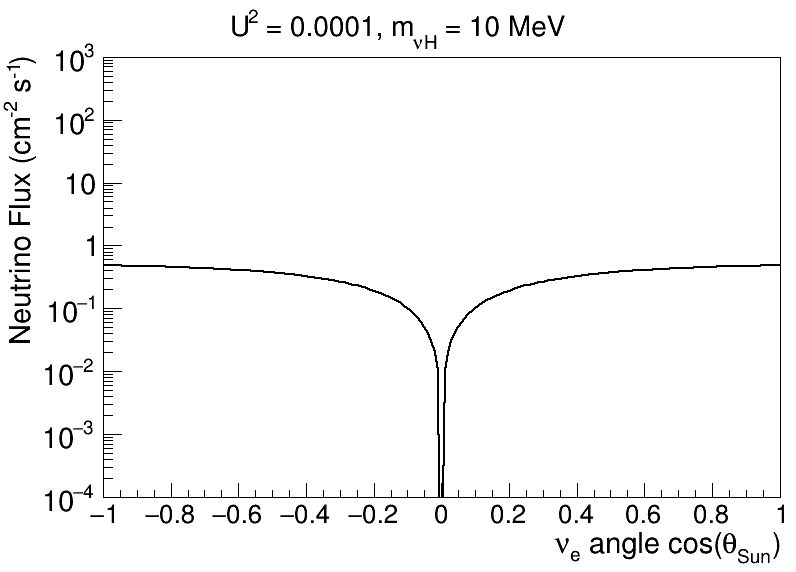 U² = 0.0001, m_νH = 10 MeV
Neutrino Flux (cm⁻² s⁻¹)
10³
10²
10
1
10⁻¹
10⁻²
10⁻³
10⁻⁴
−1 −0.8 −0.6 −0.4 −0.2 0 0.2 0.4 0.6 0.8 1
ν_e angle cos(θ_Sun)